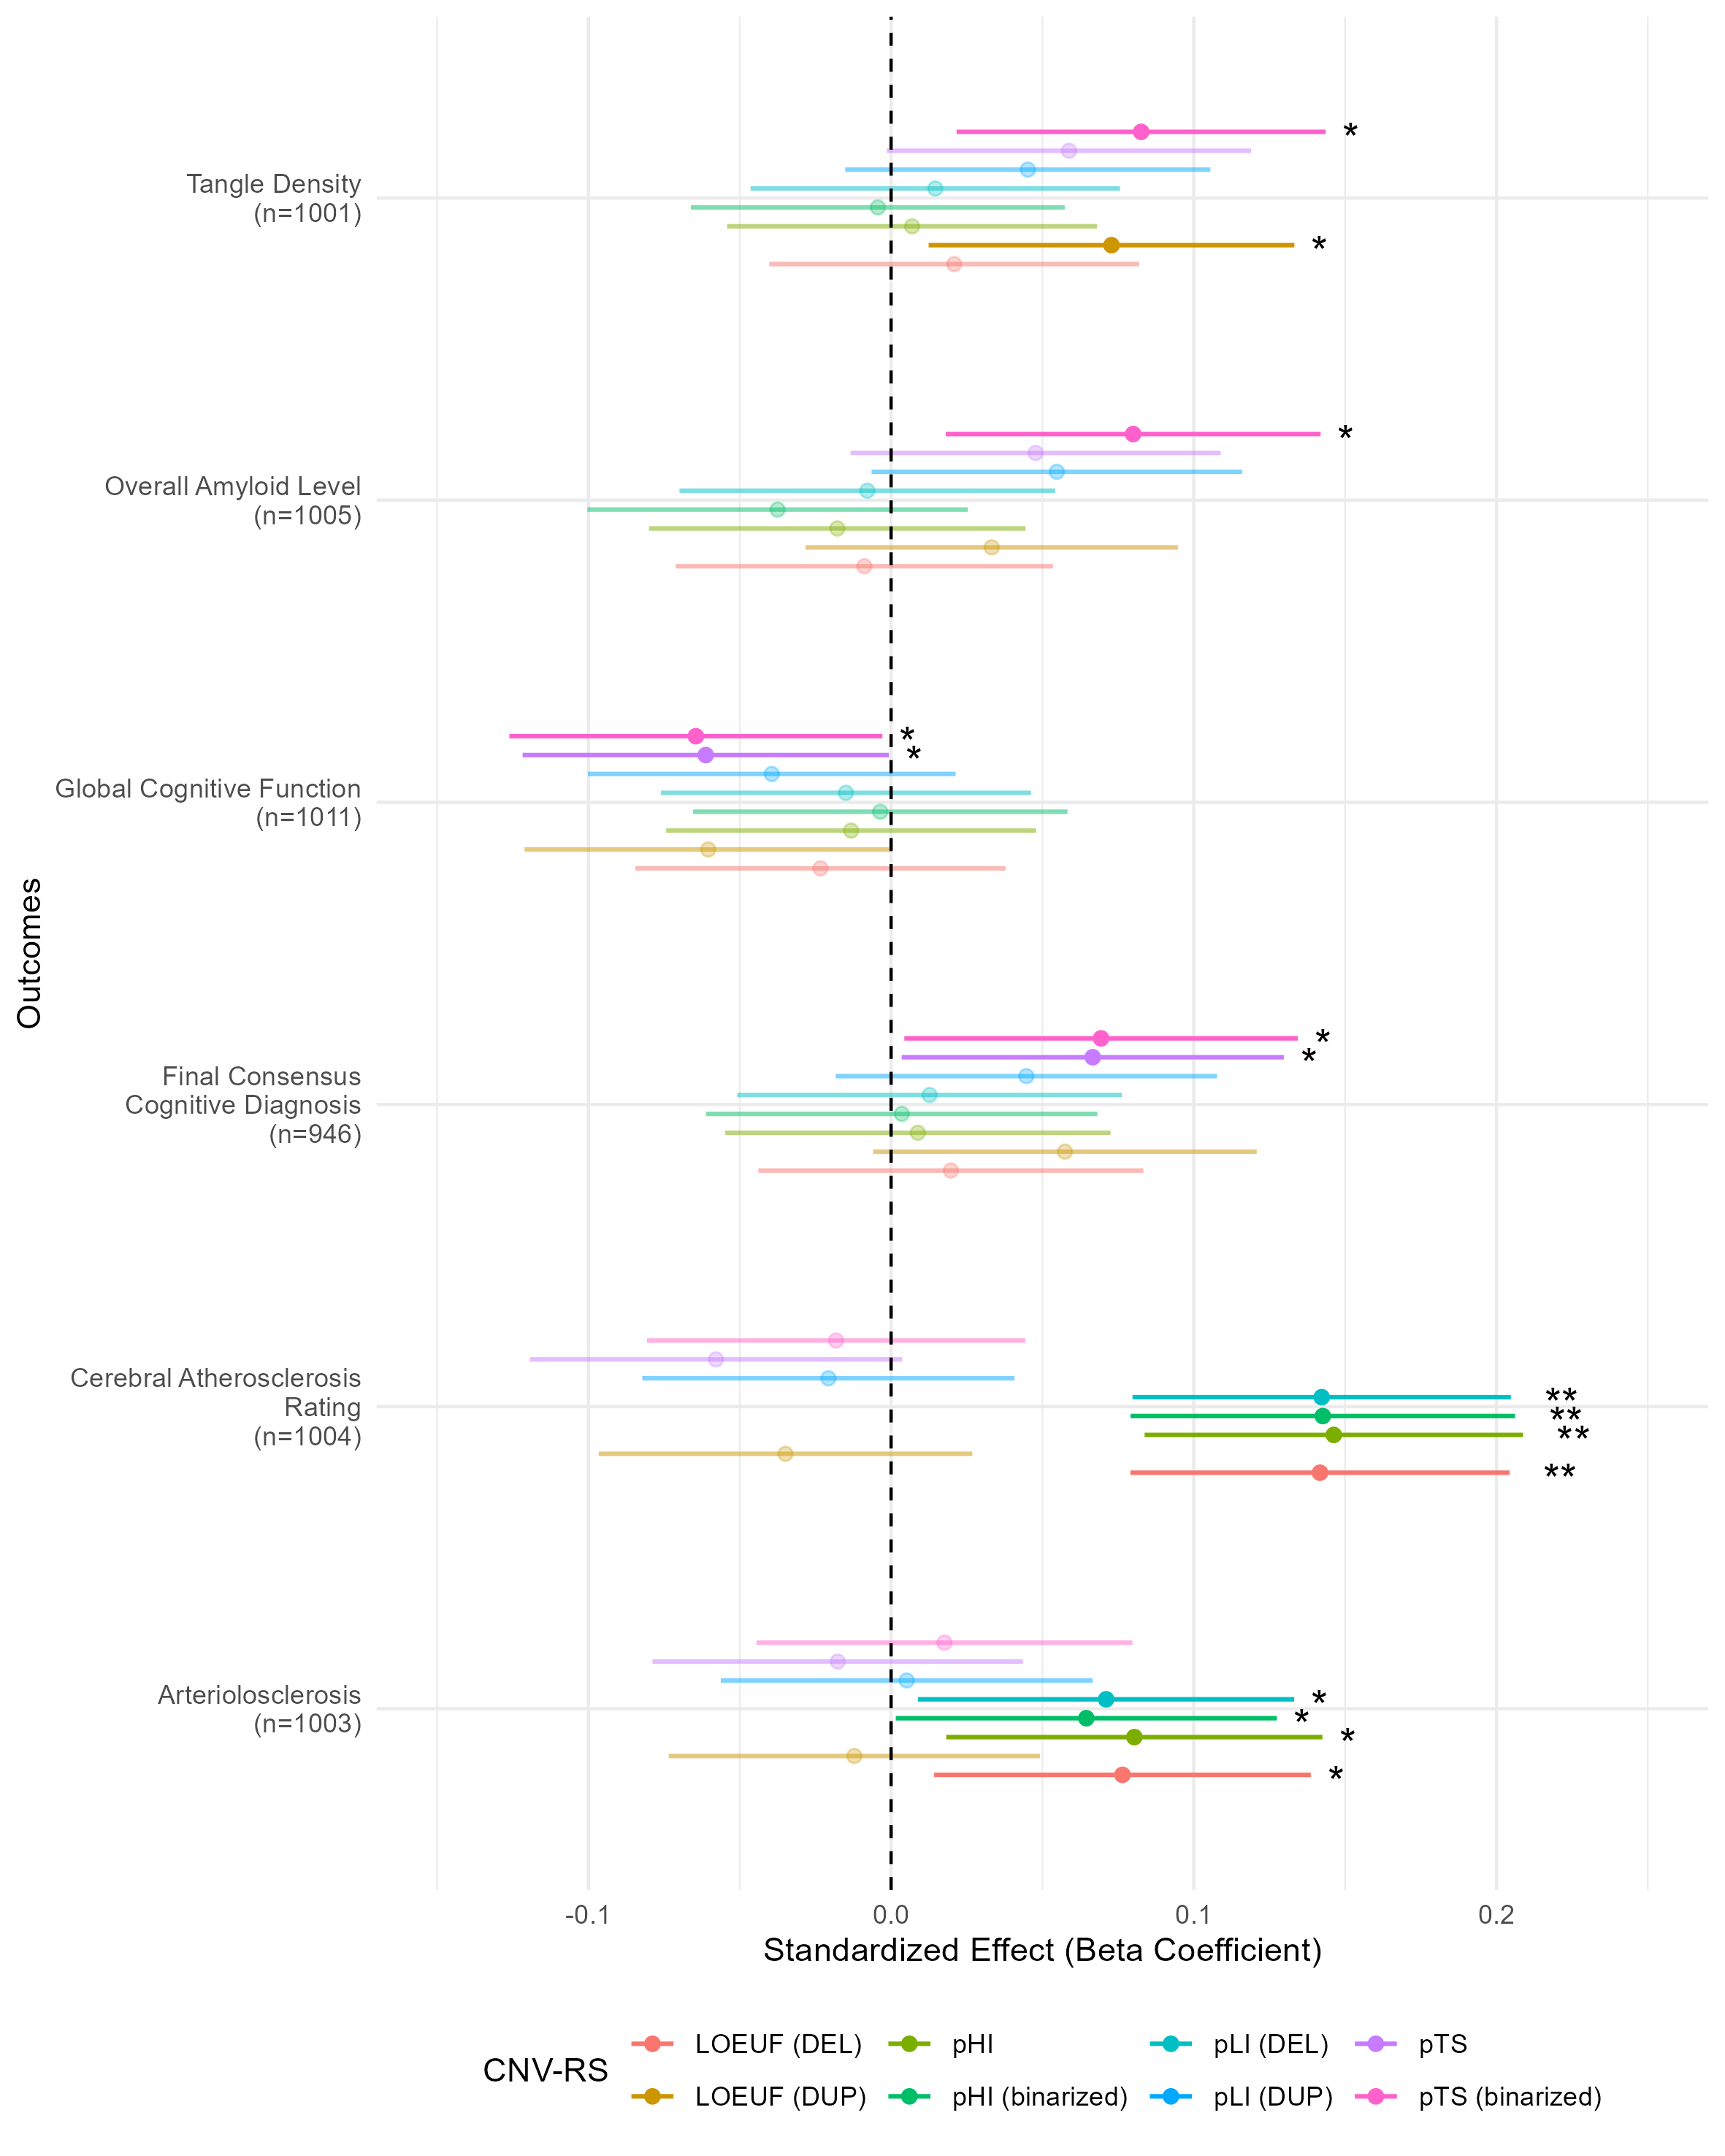 *
Tangle Density
(n=1001)
*
*
Overall Amyloid Level
(n=1005)
*
*
Global Cognitive Function
(n=1011)
Outcomes
*
*
Final Consensus
Cognitive Diagnosis
(n=946)
Cerebral Atherosclerosis
Rating
(n=1004)
**
**
**
**
Arteriolosclerosis
(n=1003)
*
*
*
*
-0.1 0.0 0.1 0.2
Standardized Effect (Beta Coefficient)
CNV-RS
LOEUF (DEL) pHI pLI (DEL) pTS
LOEUF (DUP) pHI (binarized) pLI (DUP) pTS (binarized)